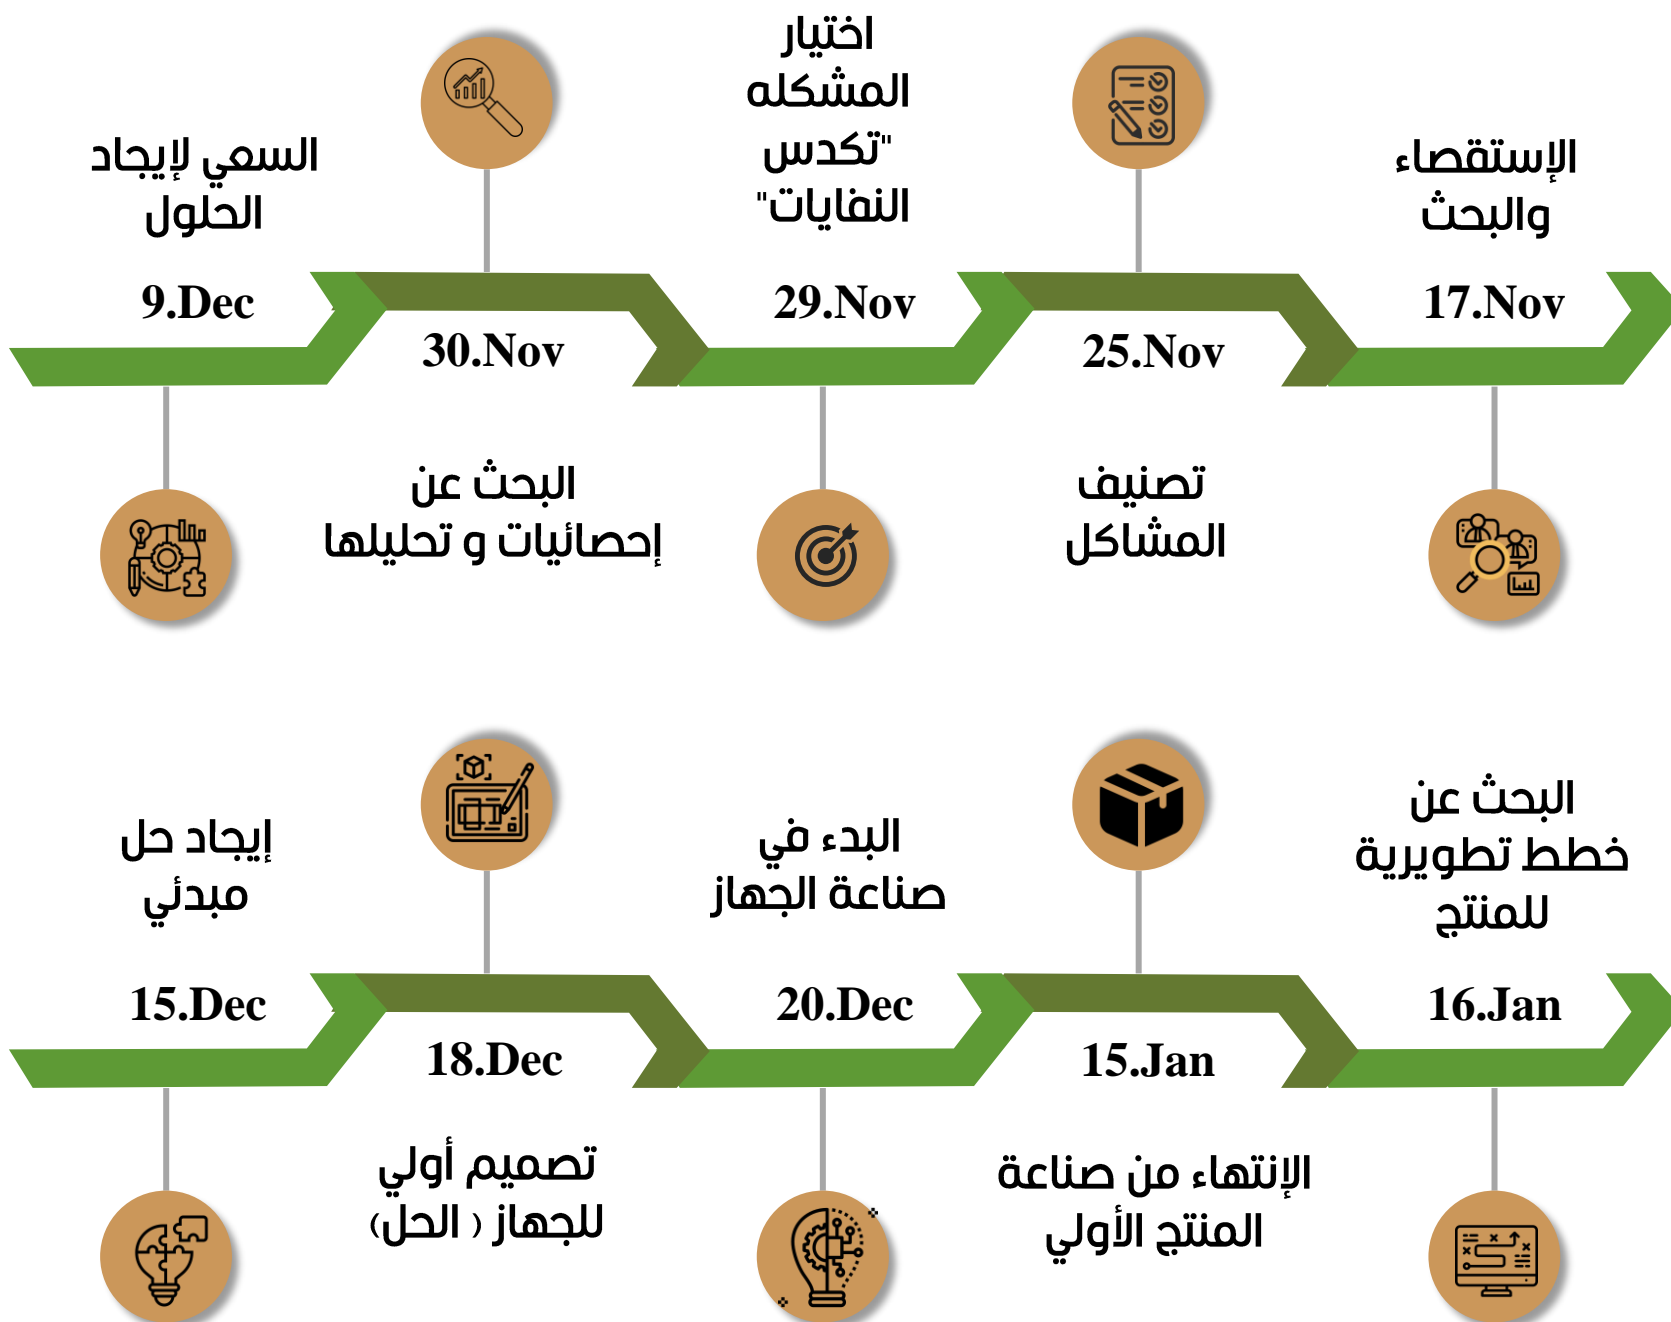 الإستقصاء
والبحث
17.Nov
25.Nov
تصنيف
المشاكل
اختيار
المشكله
"تكدس
النفايات"
29.Nov
30.Nov
البحث عن
إحصائيات و تحليلها
السعي لإيجاد
الحلول
9.Dec
إيجاد حل
مبدئي
15.Dec
18.Dec
تصميم أولي
للجهاز ( الحل)
البدء في
صناعة الجهاز
20.Dec
15.Jan
الإنتهاء من صناعة
المنتج الأولي
البحث عن
خطط تطويرية
للمنتج
16.Jan